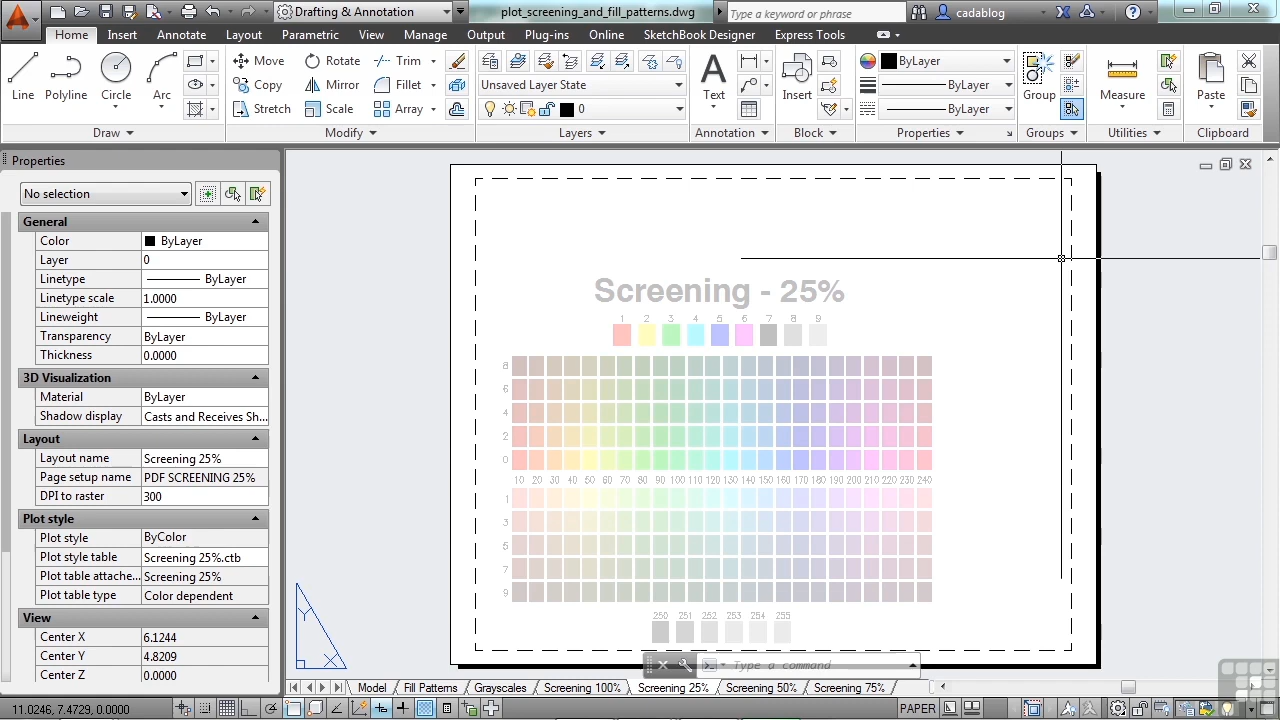 Drafting & Annotation
plot_screening_and_fill_patterns.dwg
Type a keyword or phrase
cadablog
Home Insert Annotate Layout Parametric View Manage Output Plug-ins Online SketchBook Designer Express Tools
Line Polyline Circle Arc
Move Rotate Trim
Copy Mirror Fillet
Stretch Scale Array
Unsaved Layer State
0
Text
Insert
ByLayer
ByLayer
ByLayer
Group
Measure
Paste
Draw Modify Layers Annotation Block Properties Groups Utilities Clipboard
Properties
No selection
General
Color ByLayer
Layer 0
Linetype ByLayer
Linetype scale 1.0000
Lineweight ByLayer
Transparency ByLayer
Thickness 0.0000
3D Visualization
Material ByLayer
Shadow display Casts and Receives Sh...
Layout
Layout name Screening 25%
Page setup name PDF SCREENING 25%
DPI to raster 300
Plot style
Plot style ByColor
Plot style table Screening 25%.ctb
Plot table attache... Screening 25%
Plot table type Color dependent
View
Center X 6.1244
Center Y 4.8209
Center Z 0.0000
Screening - 25%
1 2 3 4 5 6 7 8 9
8
6
4
2
0
10 20 30 40 50 60 70 80 90 100 110 120 130 140 150 160 170 180 190 200 210 220 230 240
1
3
5
7
9
250 251 252 253 254 255
Y
X
Type a command
Model Fill Patterns Grayscales Screening 100% Screening 25% Screening 50% Screening 75%
11.0246, 7.4729, 0.0000
PAPER